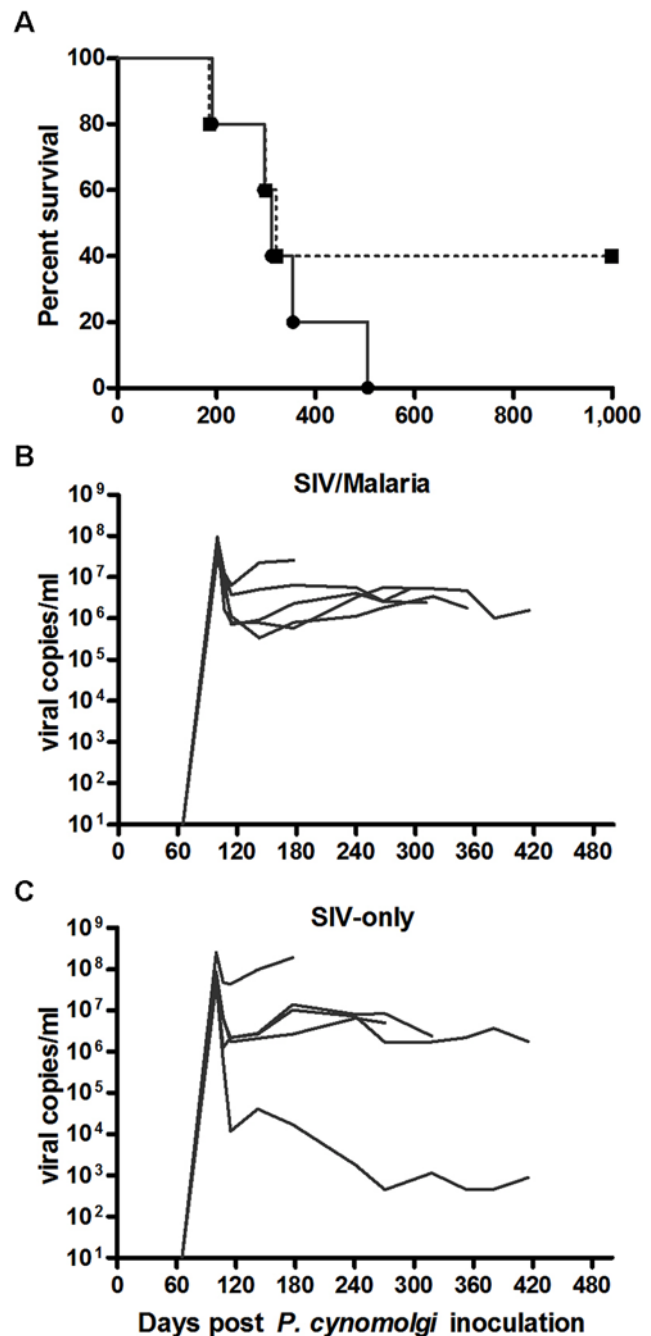 A
Percent survival
100
80
60
40
20
0
0 200 400 600 800 1,000
B
SIV/Malaria
viral copies/ml
10⁹
10⁸
10⁷
10⁶
10⁵
10⁴
10³
10²
10¹
0 60 120 180 240 300 360 420 480
C
SIV-only
viral copies/ml
10⁹
10⁸
10⁷
10⁶
10⁵
10⁴
10³
10²
10¹
0 60 120 180 240 300 360 420 480
Days post P. cynomolgi inoculation